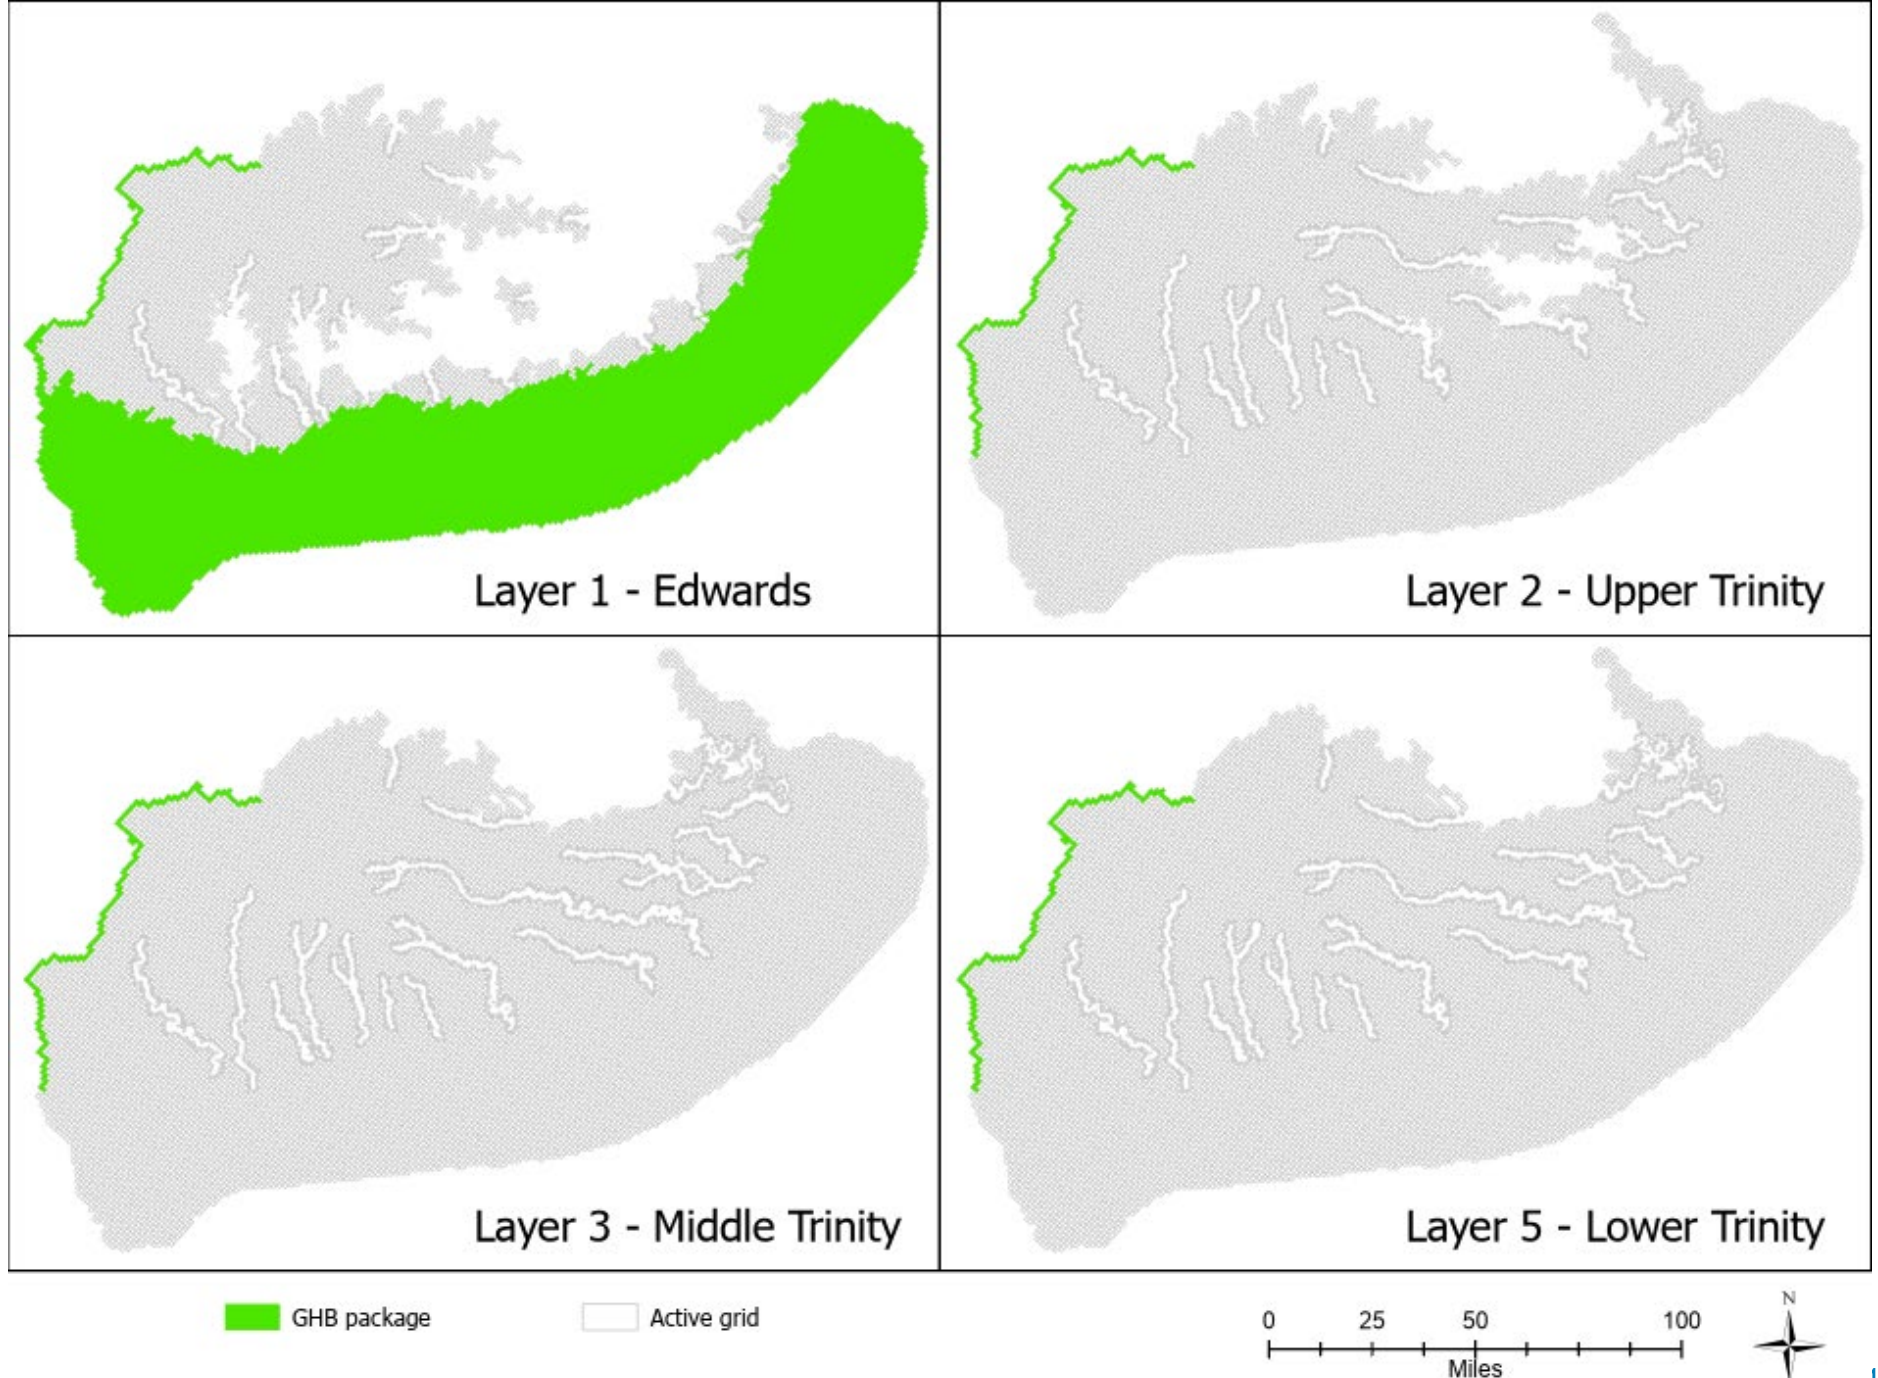 Layer 1 - Edwards
Layer 2 - Upper Trinity
Layer 3 - Middle Trinity
Layer 5 - Lower Trinity
GHB package
Active grid
0 25 50 100
Miles
N